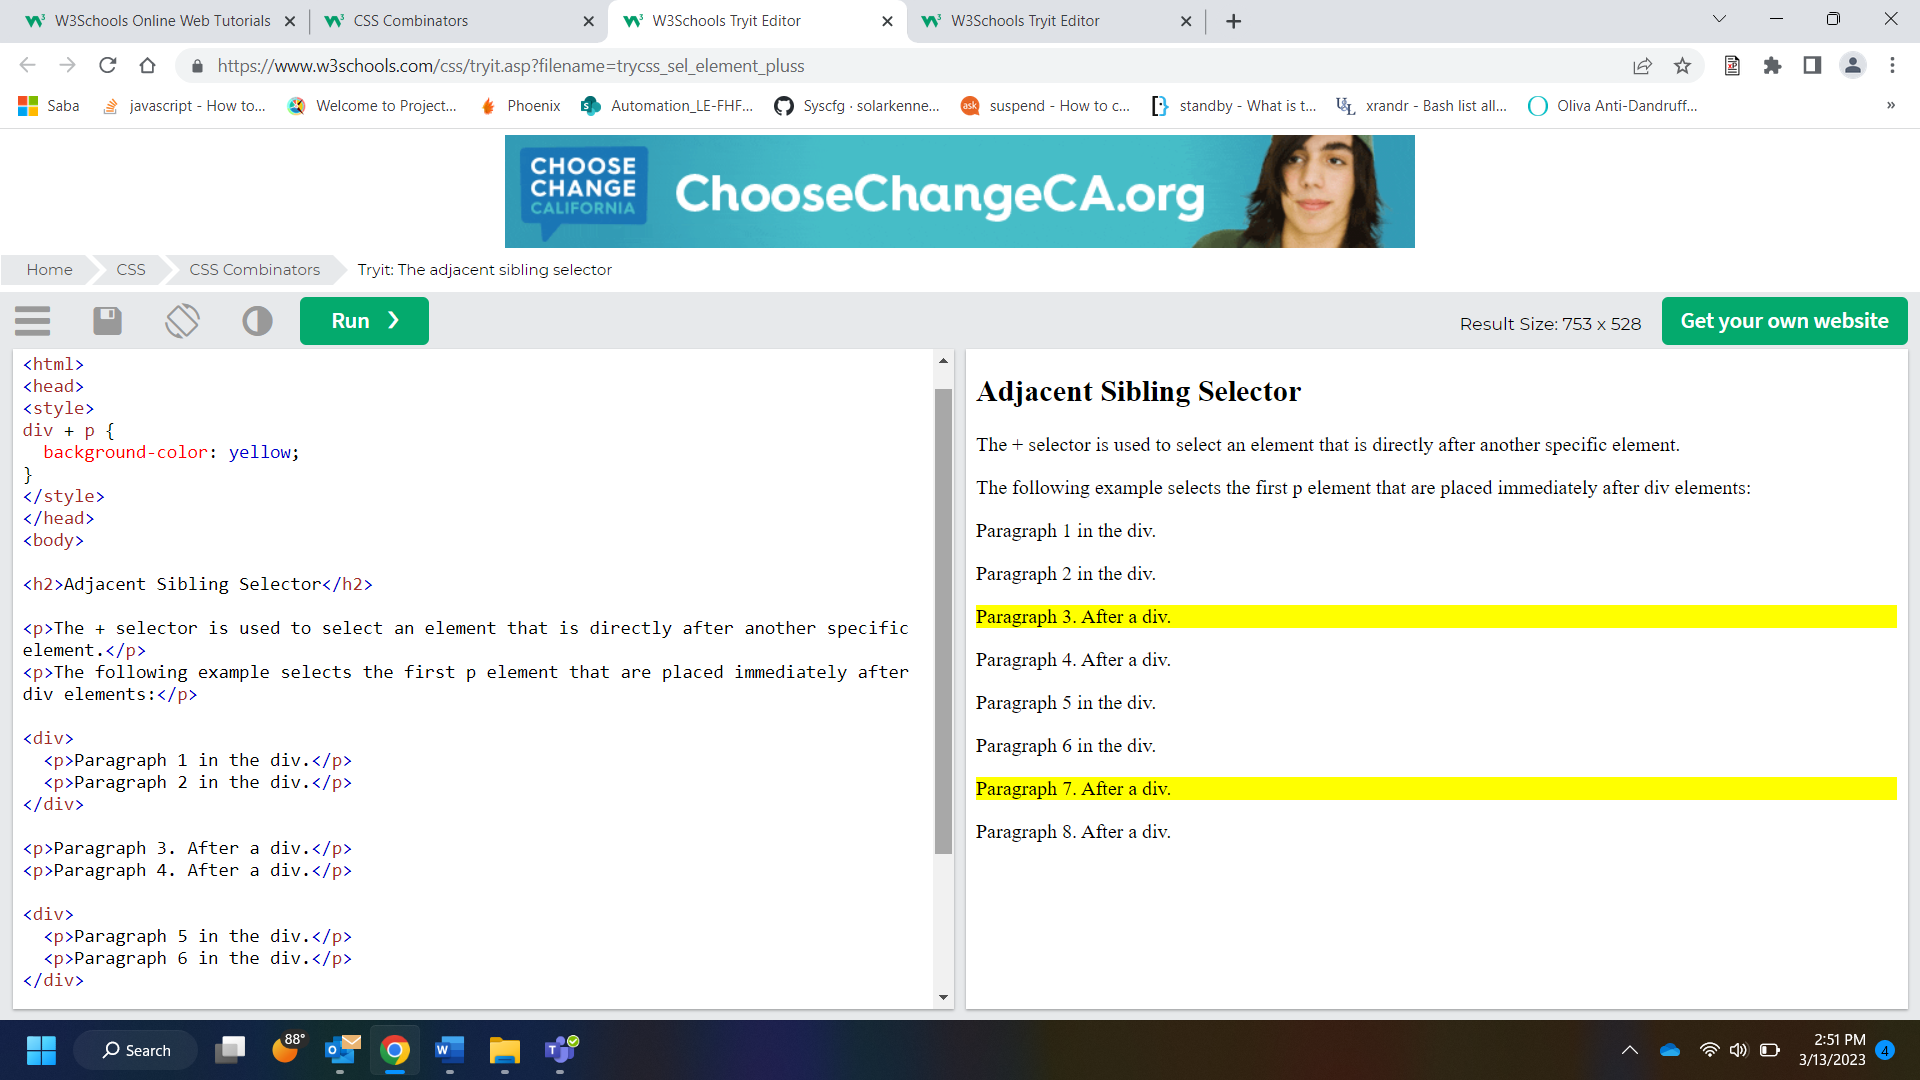 W3Schools Online Web Tutorials
CSS Combinators
W3Schools Tryit Editor
W3Schools Tryit Editor
https://www.w3schools.com/css/tryit.asp?filename=trycss_sel_element_pluss
Saba
javascript - How to...
Welcome to Project...
Phoenix
Automation_LE-FHF...
Syscfg · solarkenne...
ask
suspend - How to c...
standby - What is t...
xrandr - Bash list all...
Oliva Anti-Dandruff...
»
CHOOSE
CHANGE
CALIFORNIA
ChooseChangeCA.org
Home
CSS
CSS Combinators
Tryit: The adjacent sibling selector
Run ❯
Result Size: 753 x 528
Get your own website
<html>
<head>
<style>
div + p {
  background-color: yellow;
}
</style>
</head>
<body>
<h2>Adjacent Sibling Selector</h2>
<p>The + selector is used to select an element that is directly after another specific
element.</p>
<p>The following example selects the first p element that are placed immediately after
div elements:</p>
<div>
  <p>Paragraph 1 in the div.</p>
  <p>Paragraph 2 in the div.</p>
</div>
<p>Paragraph 3. After a div.</p>
<p>Paragraph 4. After a div.</p>
<div>
  <p>Paragraph 5 in the div.</p>
  <p>Paragraph 6 in the div.</p>
</div>
Adjacent Sibling Selector
The + selector is used to select an element that is directly after another specific element.
The following example selects the first p element that are placed immediately after div elements:
Paragraph 1 in the div.
Paragraph 2 in the div.
Paragraph 3. After a div.
Paragraph 4. After a div.
Paragraph 5 in the div.
Paragraph 6 in the div.
Paragraph 7. After a div.
Paragraph 8. After a div.
Search
88°
2:51 PM
3/13/2023
4